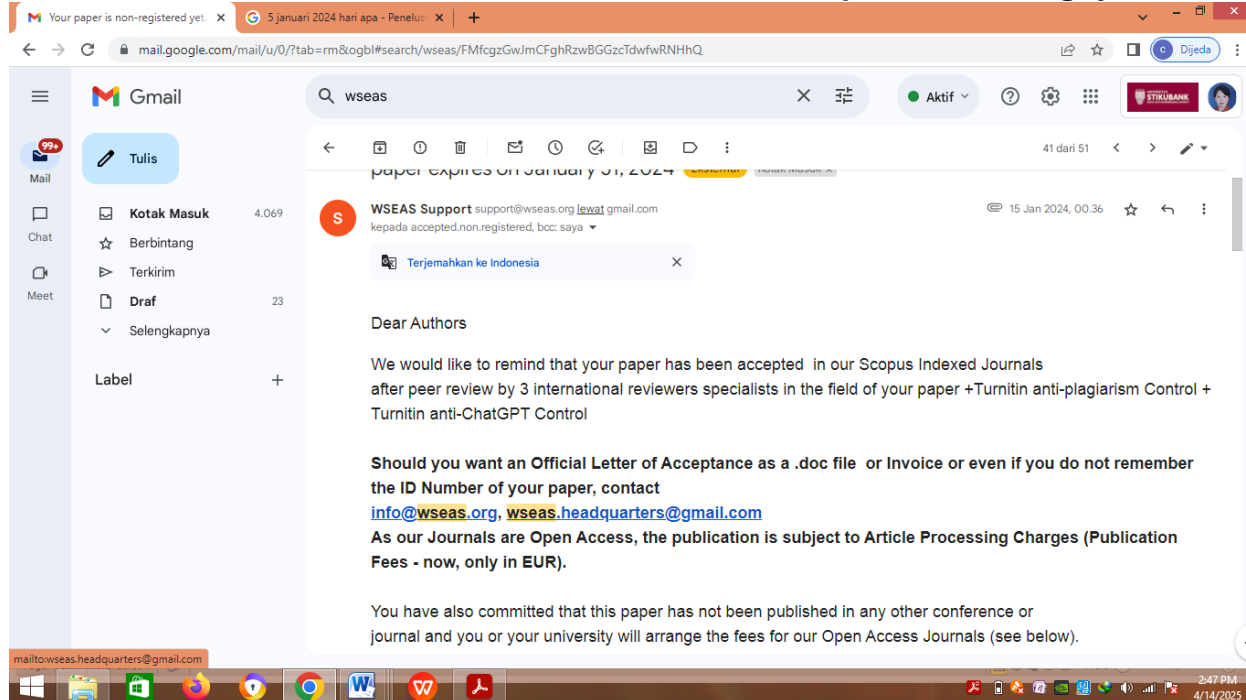 Your paper is non-registered yet.
5 januari 2024 hari apa - Penelus
mail.google.com/mail/u/0/?tab=rm&ogbl#search/wseas/FMfcgzGwJmCFghRzwBGGzcTdwfwRNHhQ
C Dijeda
Gmail
wseas
Aktif
STIKUBANK
99+
Mail
Chat
Meet
Tulis
Kotak Masuk 4.069
Berbintang
Terkirim
Draf 23
Selengkapnya
Label
41 dari 51
paper expires on January 31, 2024 Eksternal Kotak Masuk x
S
WSEAS Support support@wseas.org lewat gmail.com
15 Jan 2024, 00.36
kepada accepted.non.registered, bcc: saya
Terjemahkan ke Indonesia
Dear Authors
We would like to remind that your paper has been accepted in our Scopus Indexed Journals
after peer review by 3 international reviewers specialists in the field of your paper +Turnitin anti-plagiarism Control +
Turnitin anti-ChatGPT Control
Should you want an Official Letter of Acceptance as a .doc file or Invoice or even if you do not remember
the ID Number of your paper, contact
info@wseas.org, wseas.headquarters@gmail.com
As our Journals are Open Access, the publication is subject to Article Processing Charges (Publication
Fees - now, only in EUR).
You have also committed that this paper has not been published in any other conference or
journal and you or your university will arrange the fees for our Open Access Journals (see below).
mailto:wseas.headquarters@gmail.com
2:47 PM
4/14/2023